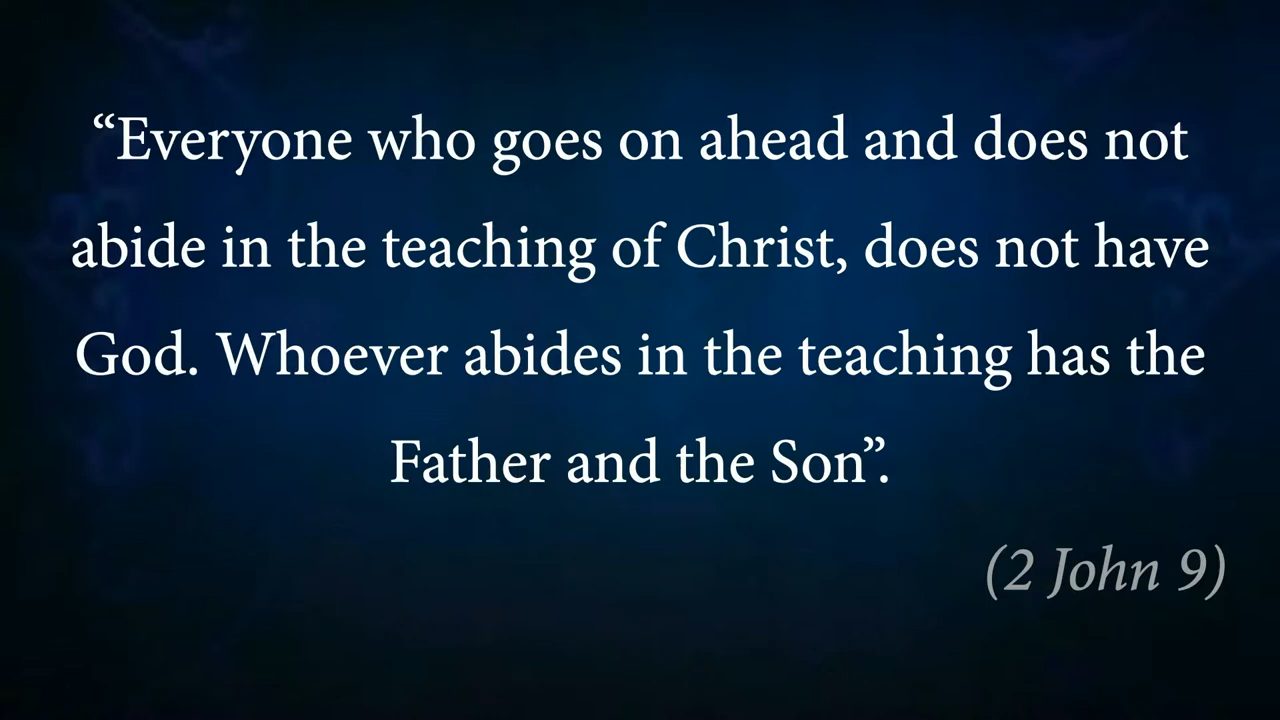 “Everyone who goes on ahead and does not
abide in the teaching of Christ, does not have
God. Whoever abides in the teaching has the
Father and the Son”.
(2 John 9)